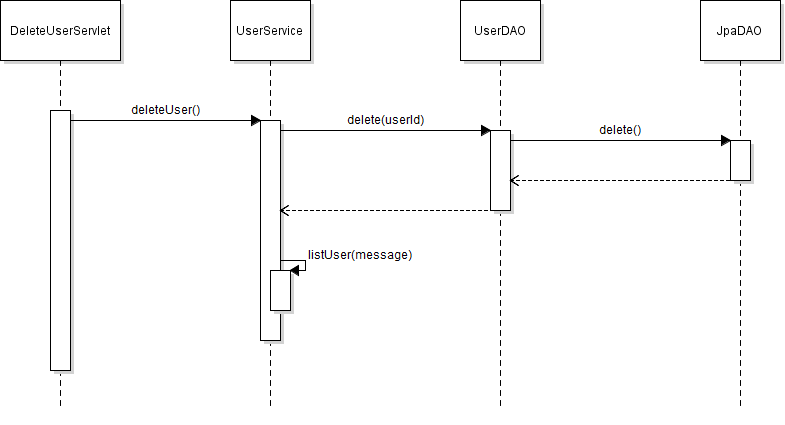 DeleteUserServlet
UserService
UserDAO
JpaDAO
deleteUser()
delete(userId)
delete()
listUser(message)